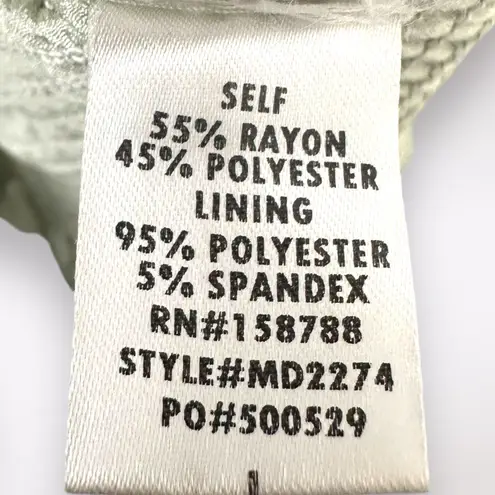 SELF
55% RAYON
45% POLYESTER
LINING
95% POLYESTER
5% SPANDEX
RN#158788
STYLE#MD2274
PO#500529